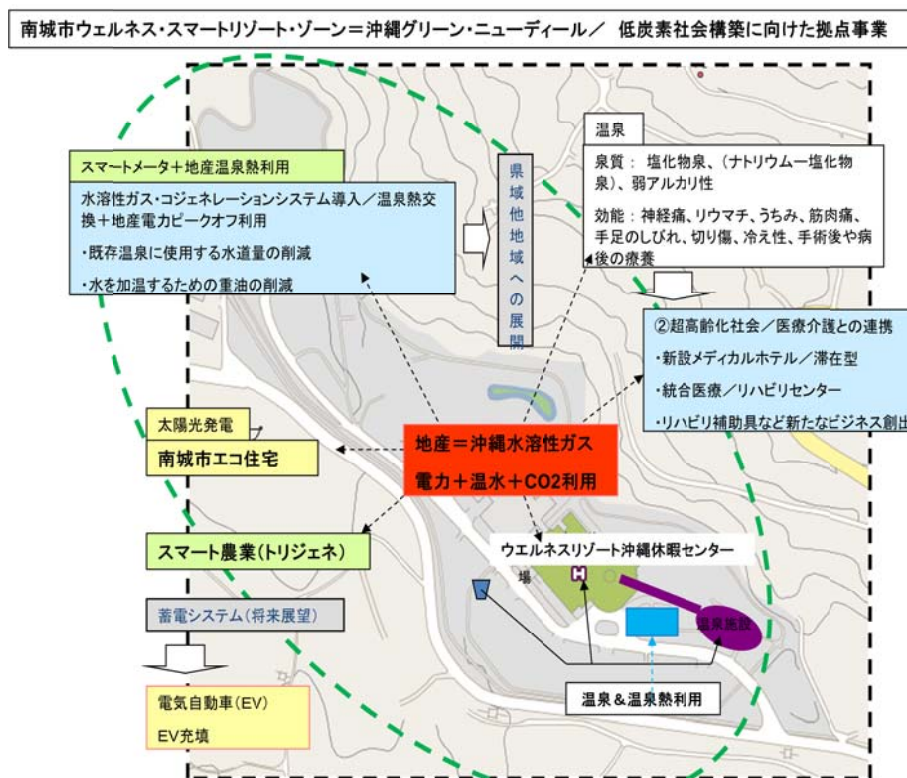 南城市ウェルネス・スマートリゾート・ゾーン＝沖縄グリーン・ニューディール／ 低炭素社会構築に向けた拠点事業
スマートメータ＋地産温泉熱利用
水溶性ガス・コジェネレーションシステム導入／温泉熱交
換＋地産電力ピークオフ利用
・既存温泉に使用する水道量の削減
・水を加温するための重油の削減
県域他地域への展開
温泉
泉質： 塩化物泉、（ナトリウムー塩化物
泉）、弱アルカリ性
効能：神経痛、リウマチ、うちみ、筋肉痛、
手足のしびれ、切り傷、冷え性、手術後や病
後の療養
②超高齢化社会／医療介護との連携
・新設メディカルホテル／滞在型
・統合医療／リハビリセンター
・リハビリ補助具など新たなビジネス創出
太陽光発電
南城市エコ住宅
地産＝沖縄水溶性ガス
電力＋温水＋CO2利用
スマート農業（トリジェネ）
ウエルネスリゾート沖縄休暇センター
場
H
温泉施設
蓄電システム（将来展望）
温泉＆温泉熱利用
電気自動車（EV）
EV充填